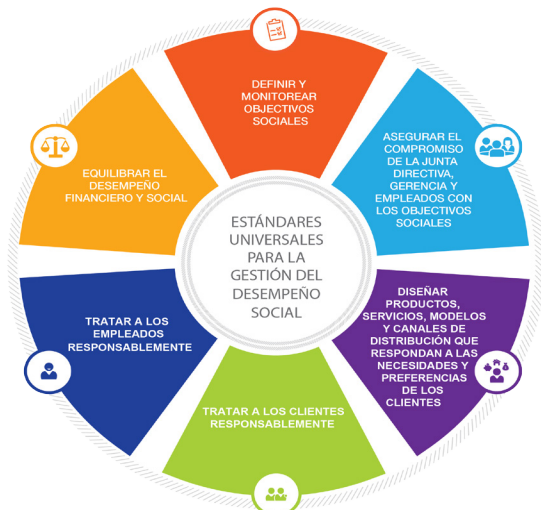 DEFINIR Y
MONITOREAR
OBJECTIVOS
SOCIALES
ASEGURAR EL
COMPROMISO
DE LA JUNTA
DIRECTIVA,
GERENCIA Y
EMPLEADOS CON
LOS OBJECTIVOS
SOCIALES
DISEÑAR
PRODUCTOS,
SERVICIOS, MODELOS
Y CANALES DE
DISTRIBUCIÓN QUE
RESPONDAN A LAS
NECESIDADES Y
PREFERENCIAS
DE LOS
CLIENTES
TRATAR A LOS CLIENTES
RESPONSABLEMENTE
TRATAR A LOS
EMPLEADOS
RESPONSABLEMENTE
EQUILIBRAR EL
DESEMPEÑO
FINANCIERO Y SOCIAL
ESTÁNDARES
UNIVERSALES
PARA LA
GESTIÓN DEL
DESEMPEÑO
SOCIAL